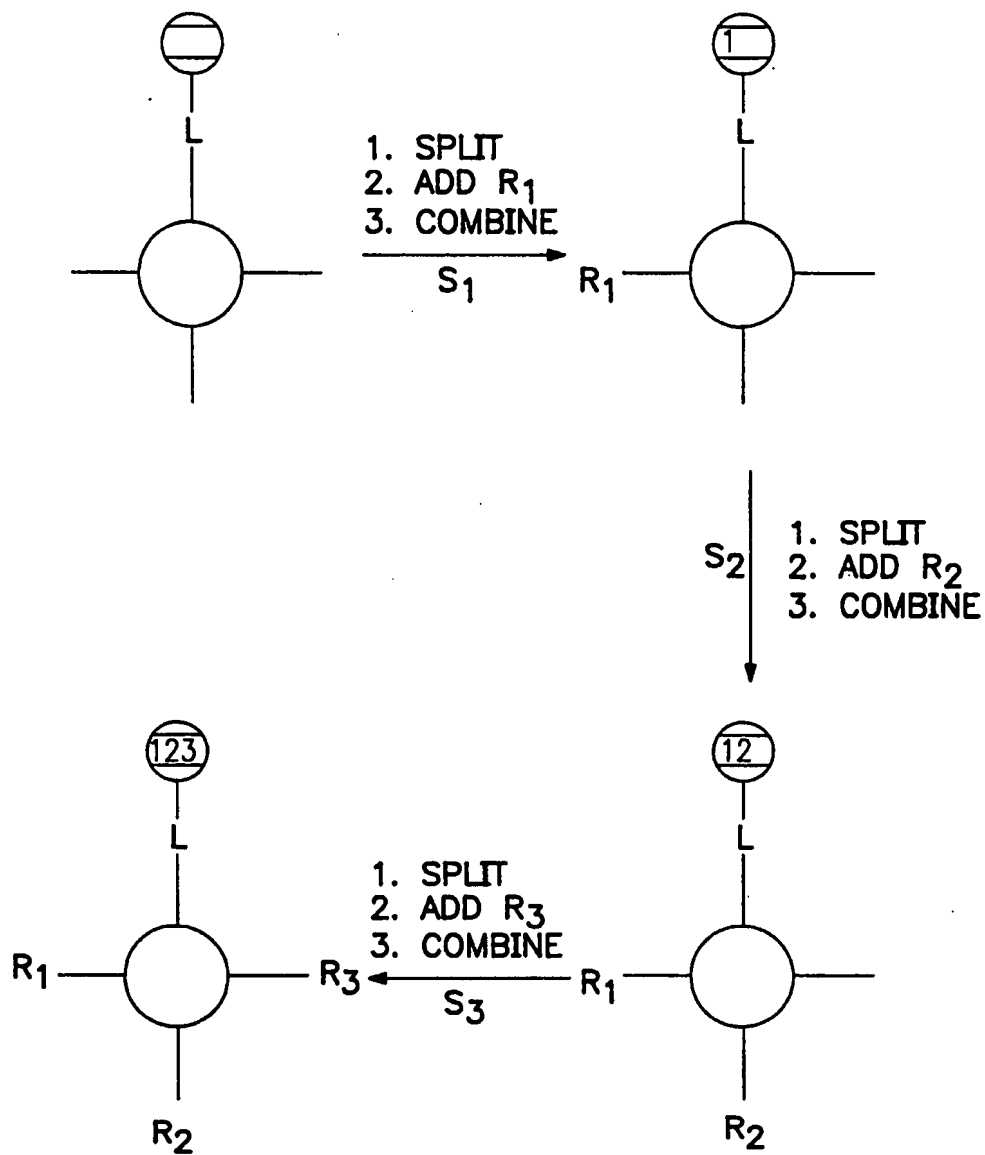 1
L
L
1. SPLIT
2. ADD R1
3. COMBINE
S1
R1
S2
1. SPLIT
2. ADD R2
3. COMBINE
123
12
L
L
1. SPLIT
2. ADD R3
3. COMBINE
R1
R3
S3
R1
R2
R2